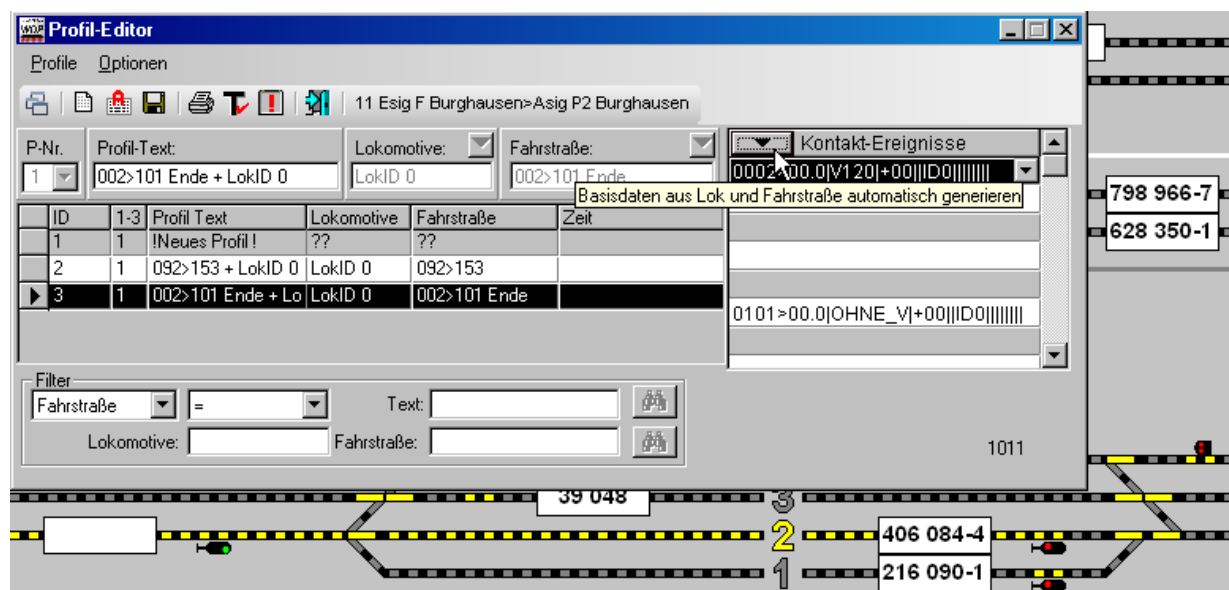 Profil-Editor
Profile Optionen
11 Esig F Burghausen>Asig P2 Burghausen
P-Nr. Profil-Text: Lokomotive: Fahrstraße: Kontakt-Ereignisse
1 002>101 Ende + LokID 0 LokID 0 002>101 Ende 0002>00.0|V120|+00||ID0||||||||
Basisdaten aus Lok und Fahrstraße automatisch generieren
798 966-7
628 350-1
ID 1-3 Profil Text Lokomotive Fahrstraße Zeit
1 1 !Neues Profil ! ?? ??
2 1 092>153 + LokID 0 LokID 0 092>153
3 1 002>101 Ende + Lo LokID 0 002>101 Ende
0101>00.0|OHNE_V|+00||ID0||||||||
Filter
Fahrstraße = Text:
Lokomotive: Fahrstraße:
1011
39 048 3
2 406 084-4
1 216 090-1